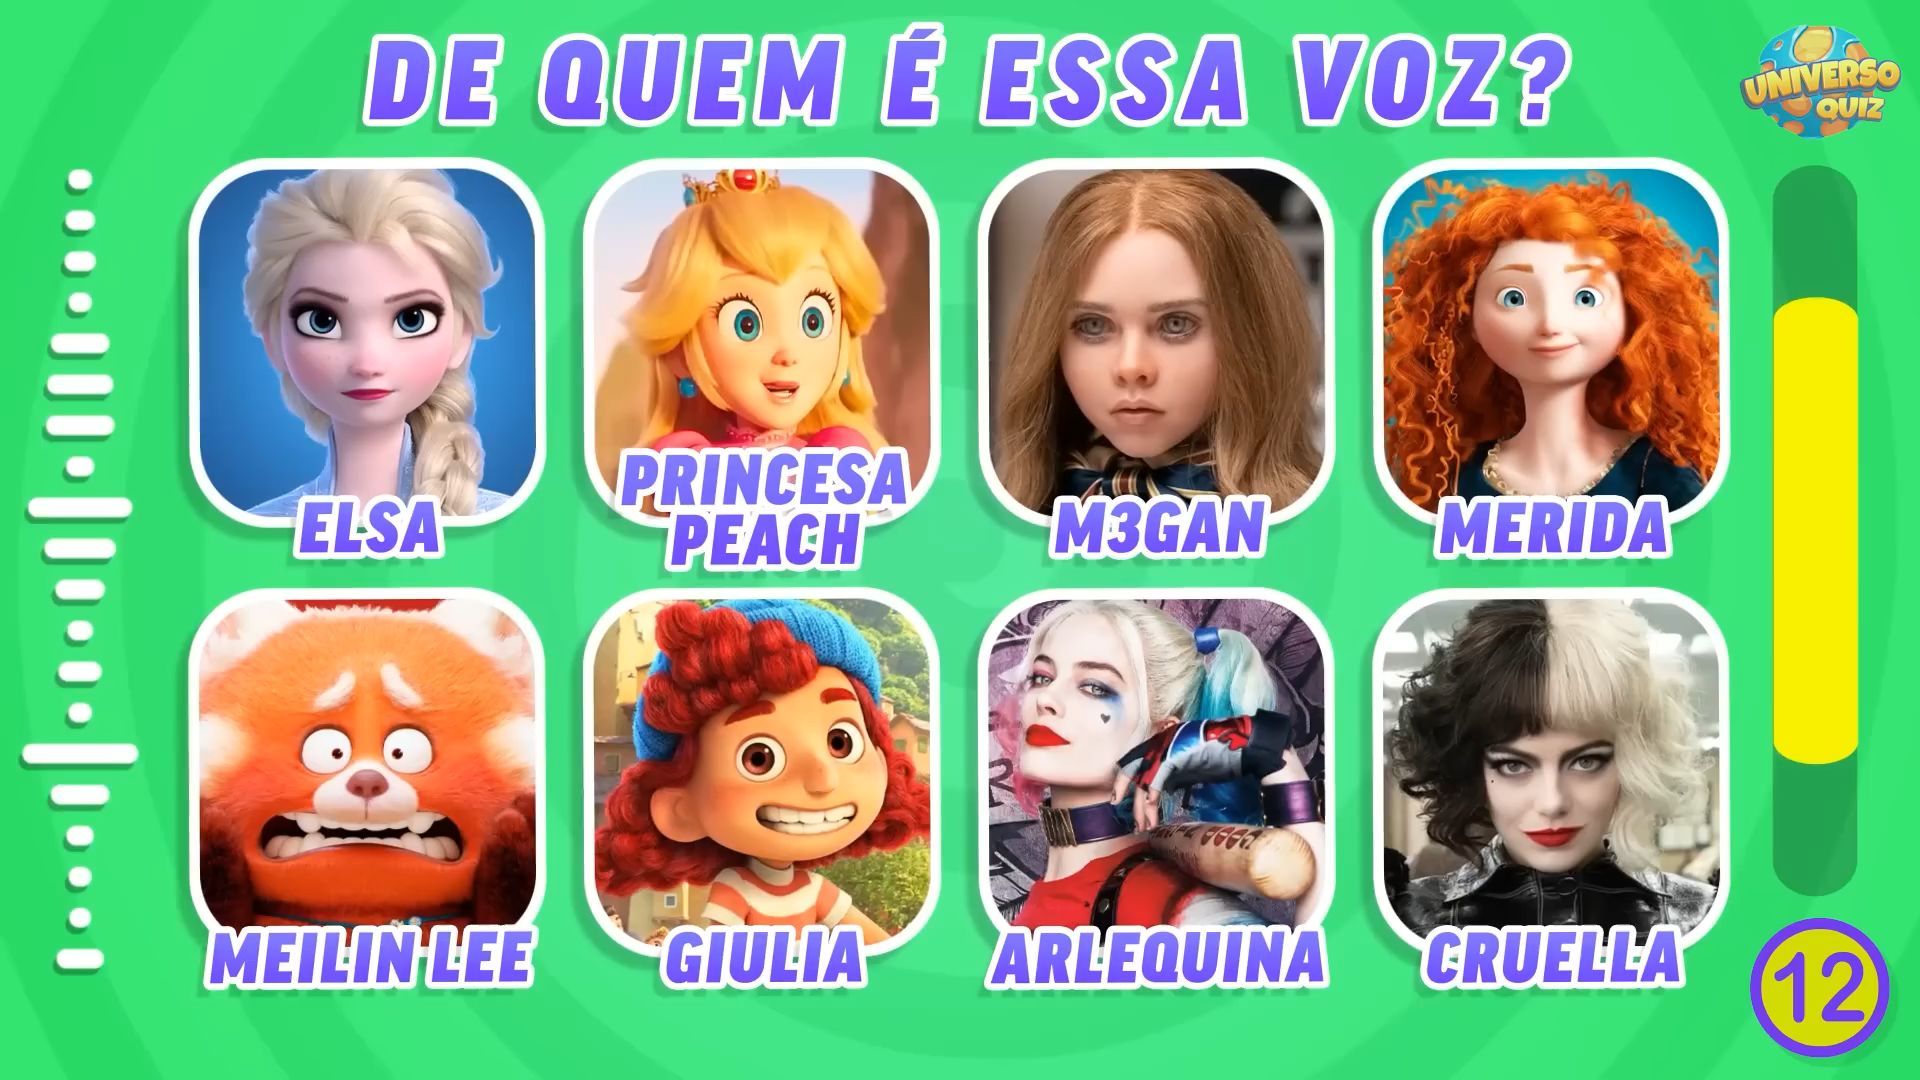 DE QUEM É ESSA VOZ?
UNIVERSO
QUIZ
ELSA
PRINCESA
PEACH
M3GAN
MERIDA
MEILIN LEE
GIULIA
ARLEQUINA
CRUELLA
12